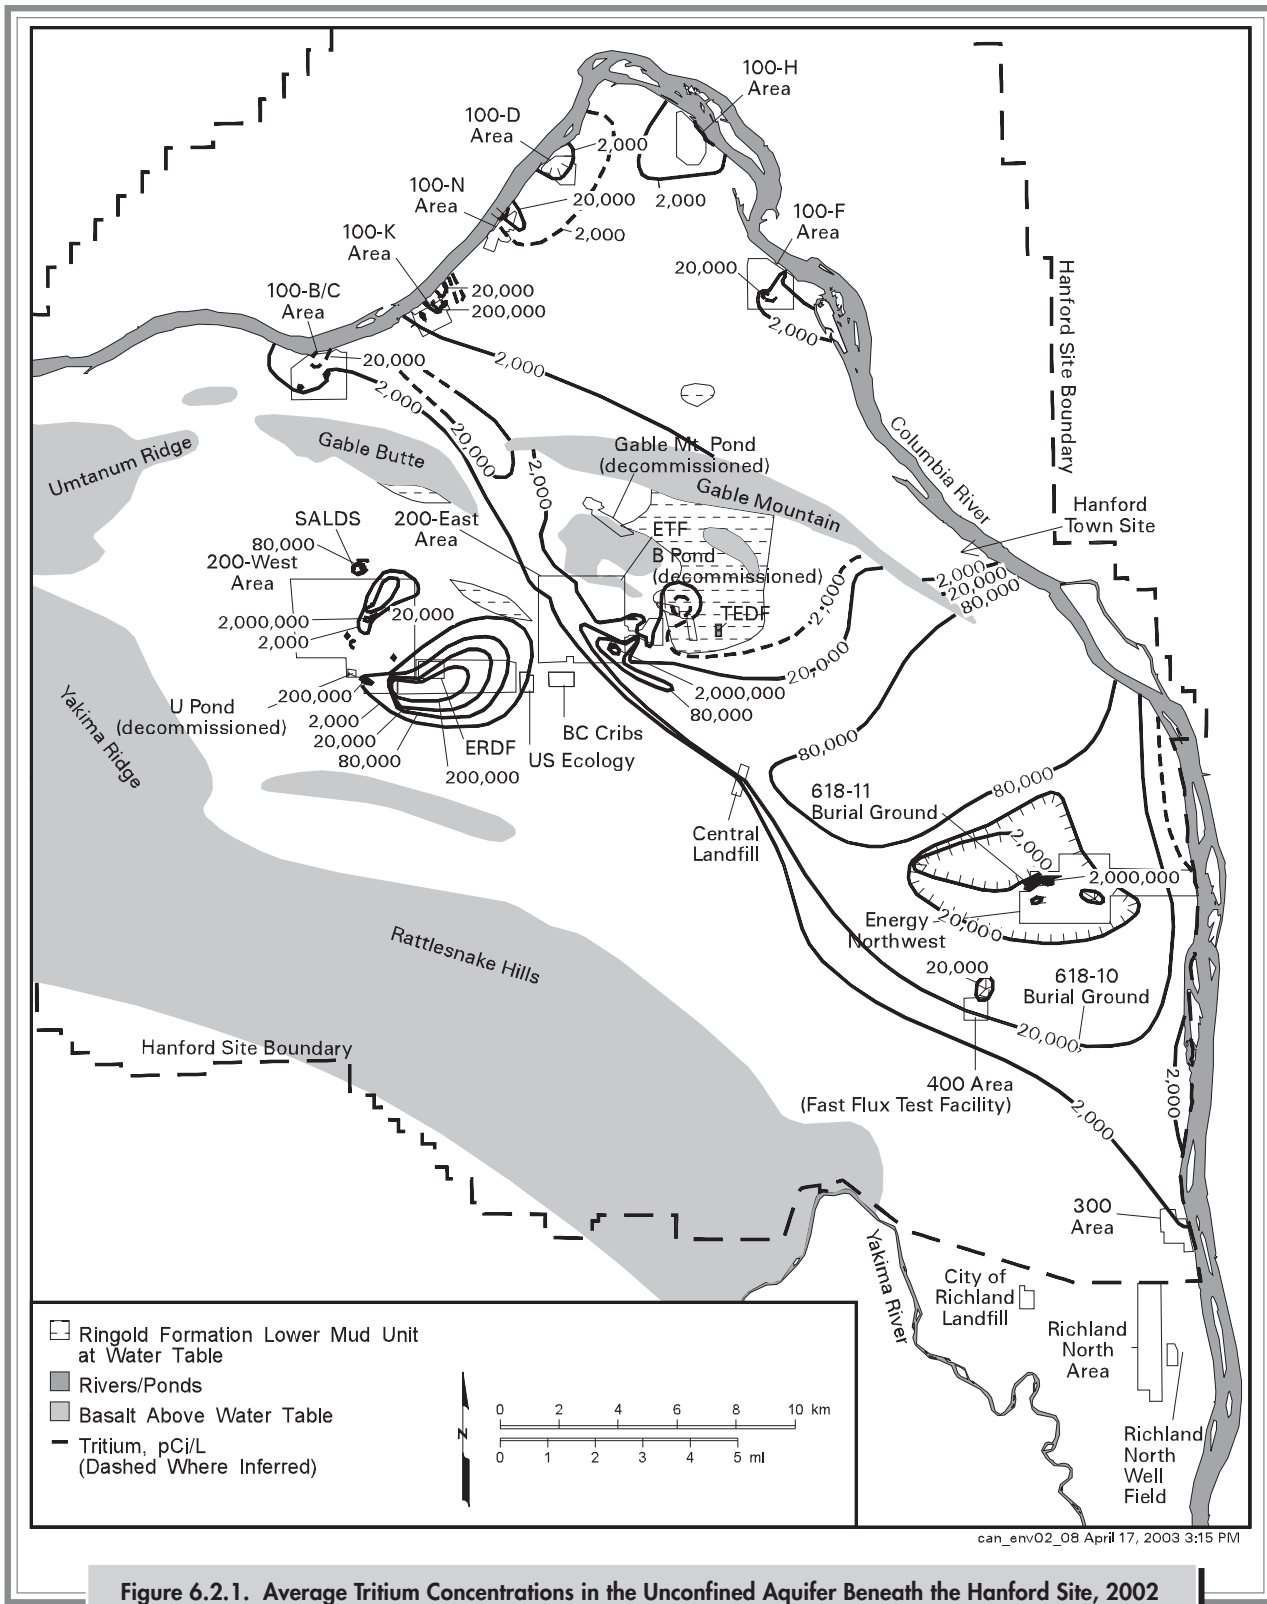 100-H
Area
100-D
Area
2,000
100-N
Area
20,000
2,000
2,000
100-F
Area
100-K
Area
20,000
20,000
200,000
100-B/C
Area
2,000
20,000
2,000
2,000
Hanford Site Boundary
20,000
2,000
Columbia River
Umtanum Ridge
Gable Butte
Gable Mt. Pond
(decommissioned)
Gable Mountain
Hanford
Town Site
SALDS
80,000
200-East
Area
ETF
B Pond
(decommissioned)
200-West
Area
2,000
2,000
20,000
80,000
2,000,000
2,000
20,000
TEDF
20,000
2,000,000
80,000
U Pond
(decommissioned)
200,000
2,000
20,000
80,000
ERDF
200,000
BC Cribs
US Ecology
Yakima Ridge
80,000
80,000
618-11
Burial Ground
Central
Landfill
2,000
2,000,000
Energy
Northwest
20,000
Rattlesnake Hills
20,000
618-10
Burial Ground
20,000
Hanford Site Boundary
400 Area
(Fast Flux Test Facility)
2,000
2,000
300
Area
Yakima River
City of
Richland
Landfill
Richland
North
Area
Richland
North
Well
Field
Ringold Formation Lower Mud Unit
at Water Table
Rivers/Ponds
Basalt Above Water Table
Tritium, pCi/L
(Dashed Where Inferred)
N
0 2 4 6 8 10 km
0 1 2 3 4 5 mi
can_env02_08 April 17, 2003 3:15 PM
Figure 6.2.1. Average Tritium Concentrations in the Unconfined Aquifer Beneath the Hanford Site, 2002